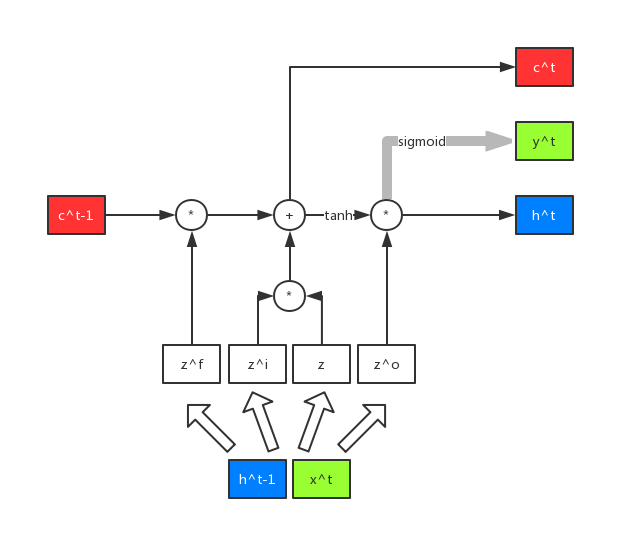 c^t
sigmoid
y^t
c^t-1
*
+
tanh
*
h^t
*
z^f
z^i
z
z^o
h^t-1
x^t